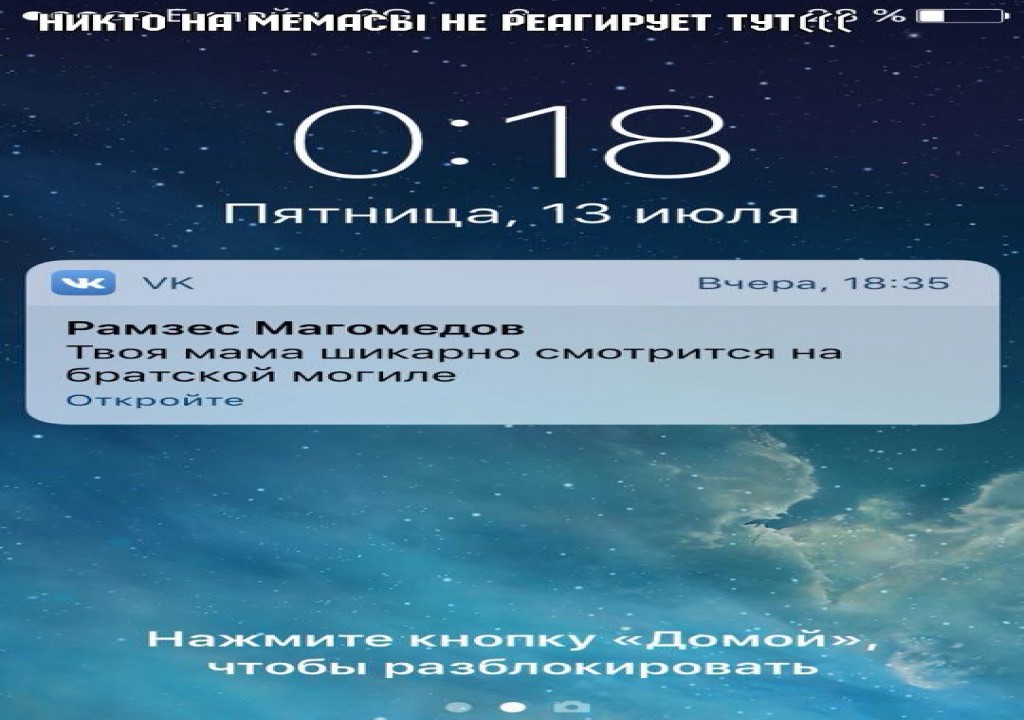 НИКТО НА МЕМАСЫ НЕ РЕАГИРУЕТ ТУТ(((
%
0:18
Пятница, 13 июля
VK Вчера, 18:35
Рамзес Магомедов
Твоя мама шикарно смотрится на
братской могиле
Откройте
Нажмите кнопку «Домой»,
чтобы разблокировать